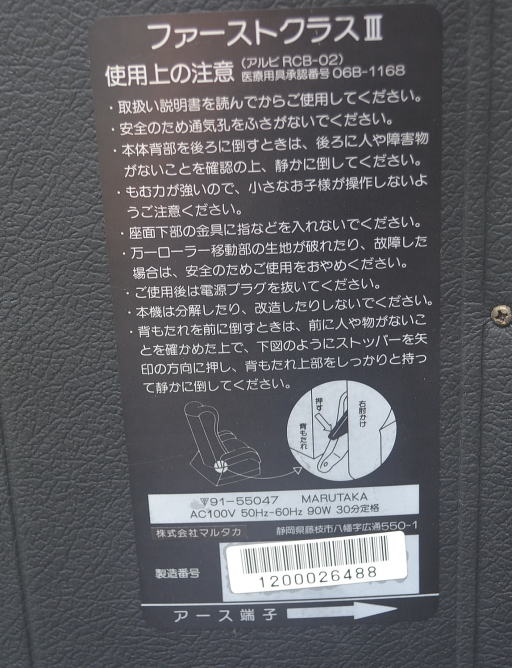 ファーストクラスⅢ
使用上の注意 (アルビ RCB-02)
医療用具承認番号 06B-1168
・取扱い説明書を読んでからご使用してください。
・安全のため通気孔をふさがないでください。
・本体背部を後ろに倒すときは、後ろに人や障害物
がないことを確認の上、静かに倒してください。
・もむ力が強いので、小さなお子様が操作しないよ
うご注意ください。
・座面下部の金具に指などを入れないでください。
・万一ローラー移動部の生地が破れたり、故障した
場合は、安全のためご使用をおやめください。
・ご使用後は電源プラグを抜いてください。
・本機は分解したり、改造したりしないでください。
・背もたれを前に倒すときは、前に人や物がないこ
とを確かめた上で、下図のようにストッパーを矢
印の方向に押し、背もたれ上部をしっかりと持っ
て静かに倒してください。
押す
右肘かけ
背もたれ
91-55047 MARUTAKA
AC100V 50Hz-60Hz 90W 30分定格
株式会社マルタカ 静岡県藤枝市八幡字広通550-1
製造番号
1200026488
アース端子